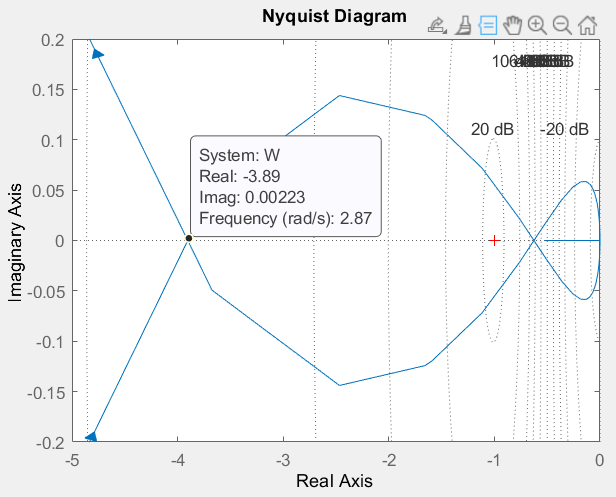 Nyquist Diagram
0.2
0.15
0.1
0.05
0
-0.05
-0.1
-0.15
-0.2
Imaginary Axis
20 dB
-20 dB
System: W
Real: -3.89
Imag: 0.00223
Frequency (rad/s): 2.87
-5
-4
-3
-2
-1
0
Real Axis